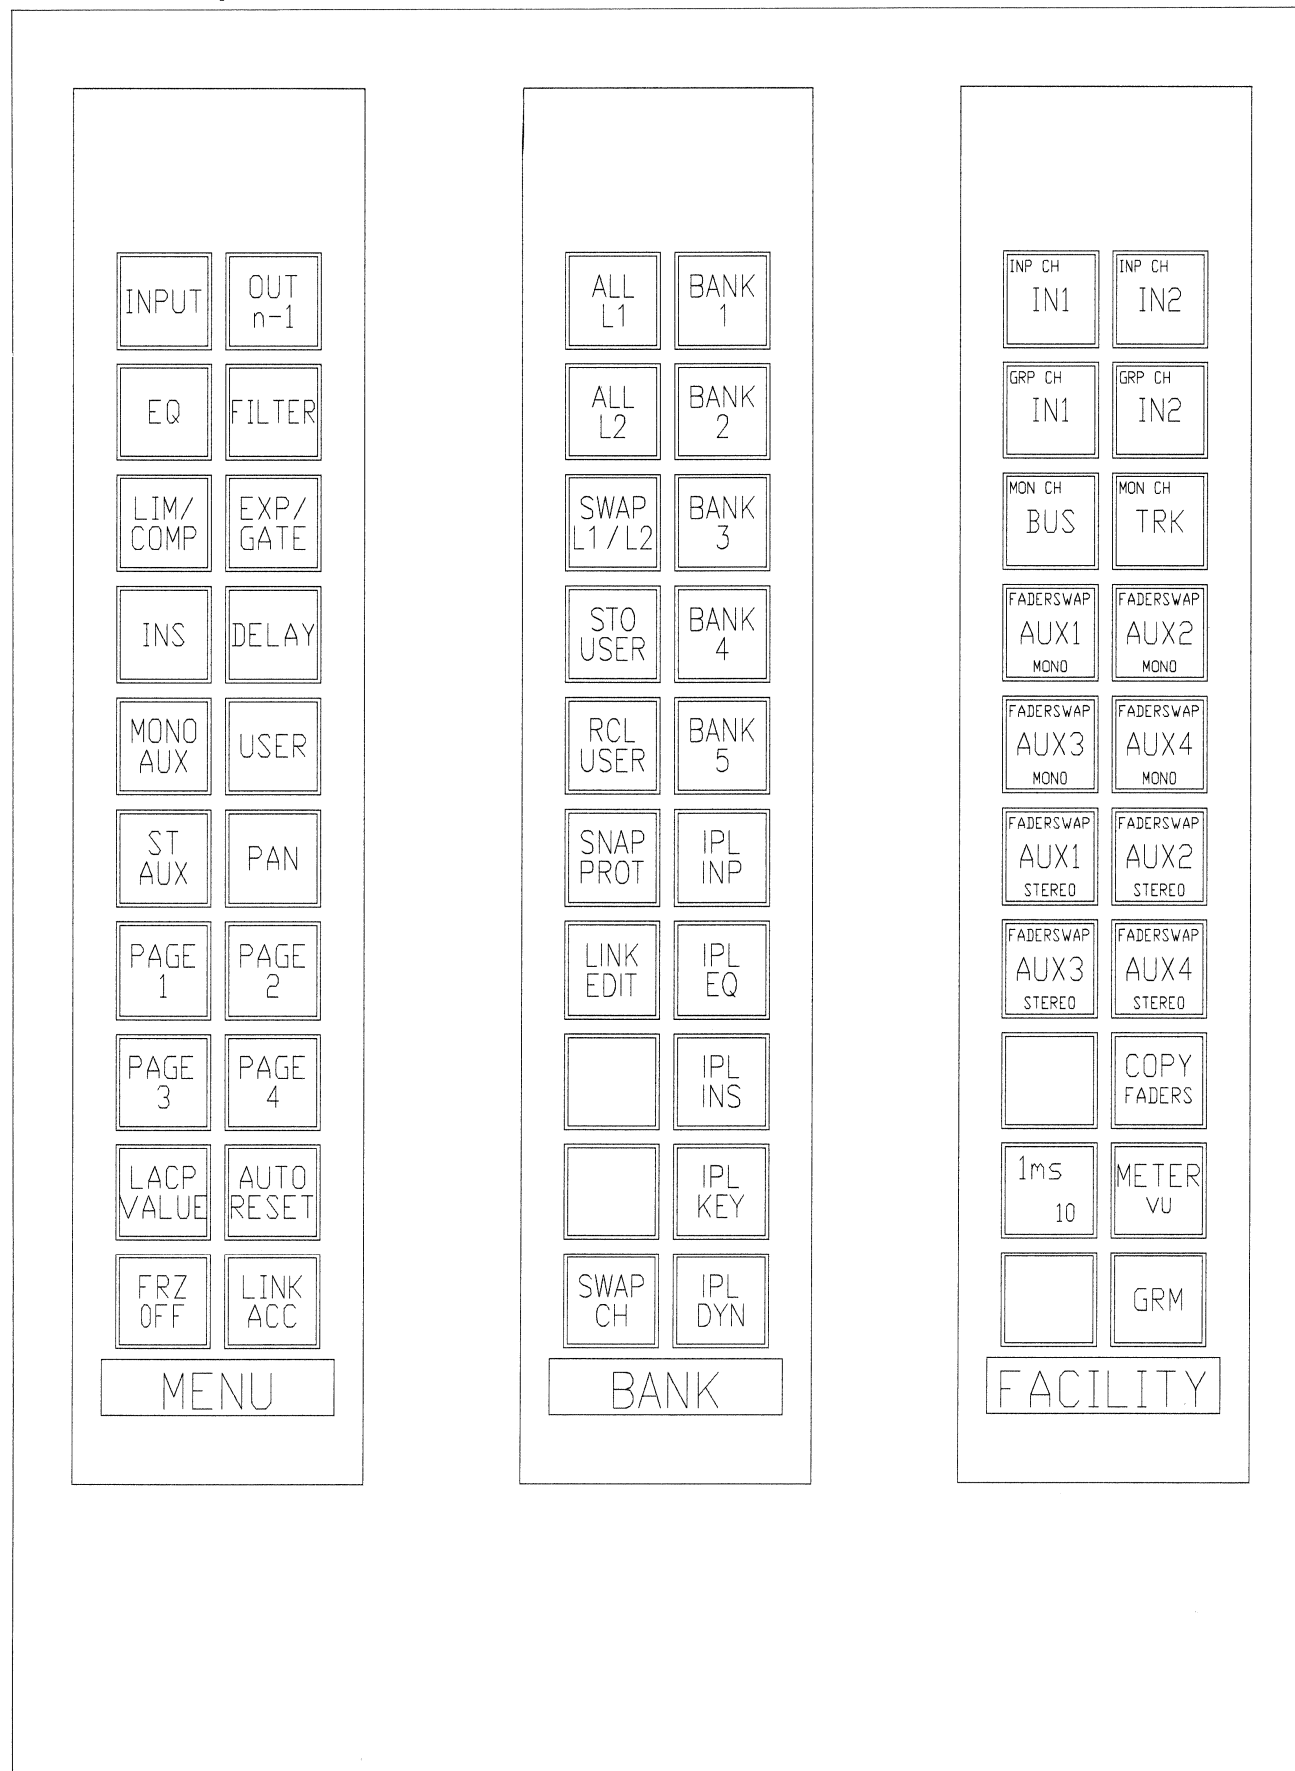 INPUT
OUT
n-1
EQ
FILTER
LIM/
COMP
EXP/
GATE
INS
DELAY
MONO
AUX
USER
ST
AUX
PAN
PAGE
1
PAGE
2
PAGE
3
PAGE
4
LACP
VALUE
AUTO
RESET
FRZ
OFF
LINK
ACC
MENU
ALL
L1
BANK
1
ALL
L2
BANK
2
SWAP
L1/L2
BANK
3
STO
USER
BANK
4
RCL
USER
BANK
5
SNAP
PROT
IPL
INP
LINK
EDIT
IPL
EQ
IPL
INS
IPL
KEY
SWAP
CH
IPL
DYN
BANK
INP CH
IN1
INP CH
IN2
GRP CH
IN1
GRP CH
IN2
MON CH
BUS
MON CH
TRK
FADERSWAP
AUX1
MONO
FADERSWAP
AUX2
MONO
FADERSWAP
AUX3
MONO
FADERSWAP
AUX4
MONO
FADERSWAP
AUX1
STEREO
FADERSWAP
AUX2
STEREO
FADERSWAP
AUX3
STEREO
FADERSWAP
AUX4
STEREO
COPY
FADERS
1ms
10
METER
VU
GRM
FACILITY